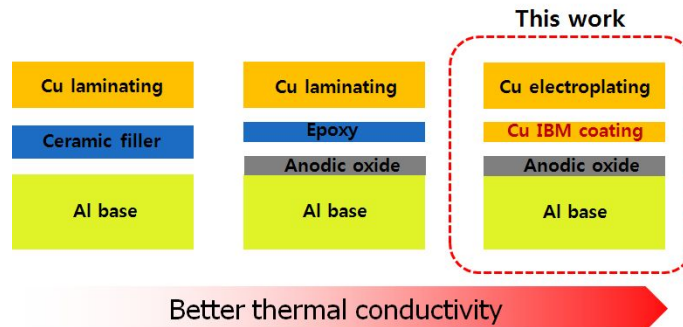 This work
Cu laminating
Ceramic filler
Al base
Cu laminating
Epoxy
Anodic oxide
Al base
Cu electroplating
Cu IBM coating
Anodic oxide
Al base
Better thermal conductivity